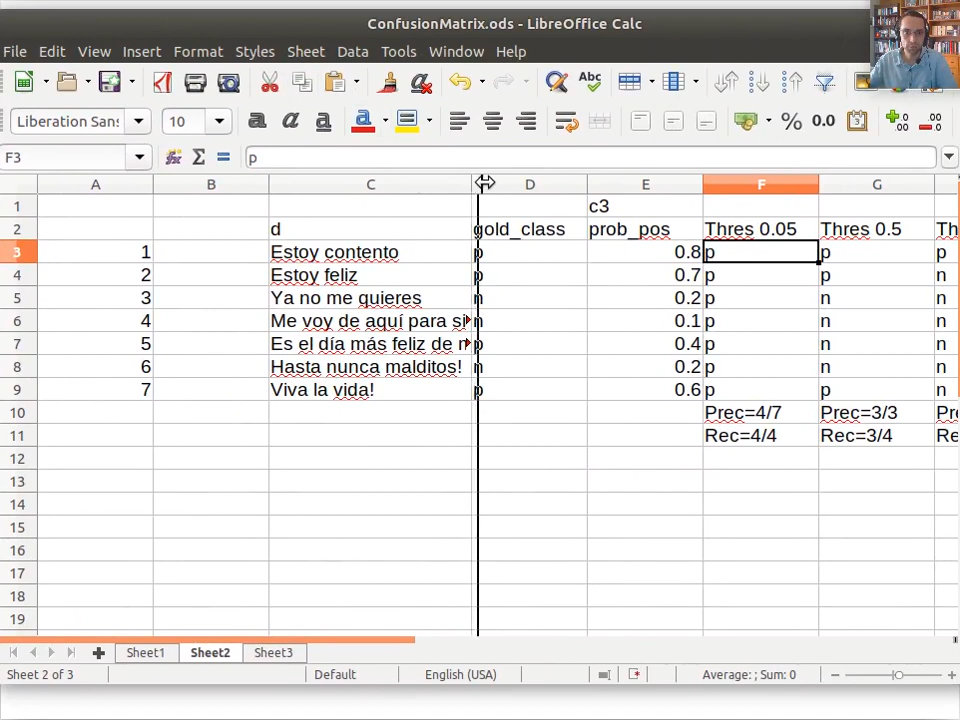 ConfusionMatrix.ods - LibreOffice Calc
File Edit View Insert Format Styles Sheet Data Tools Window Help
Liberation Sans 10
F3 p
A B C D E F G
1 c3
2 d gold_class prob_pos Thres 0.05 Thres 0.5 Th
3 1 Estoy contento p 0.8 p p p
4 2 Estoy feliz p 0.7 p p n
5 3 Ya no me quieres n 0.2 p n n
6 4 Me voy de aquí para si n 0.1 p n n
7 5 Es el día más feliz de p 0.4 p n n
8 6 Hasta nunca malditos! n 0.2 p n n
9 7 Viva la vida! p 0.6 p p n
10 Prec=4/7 Prec=3/3 Pre
11 Rec=4/4 Rec=3/4 Re
12
13
14
15
16
17
18
19
Sheet1 Sheet2 Sheet3
Sheet 2 of 3 Default English (USA) Average: ; Sum: 0